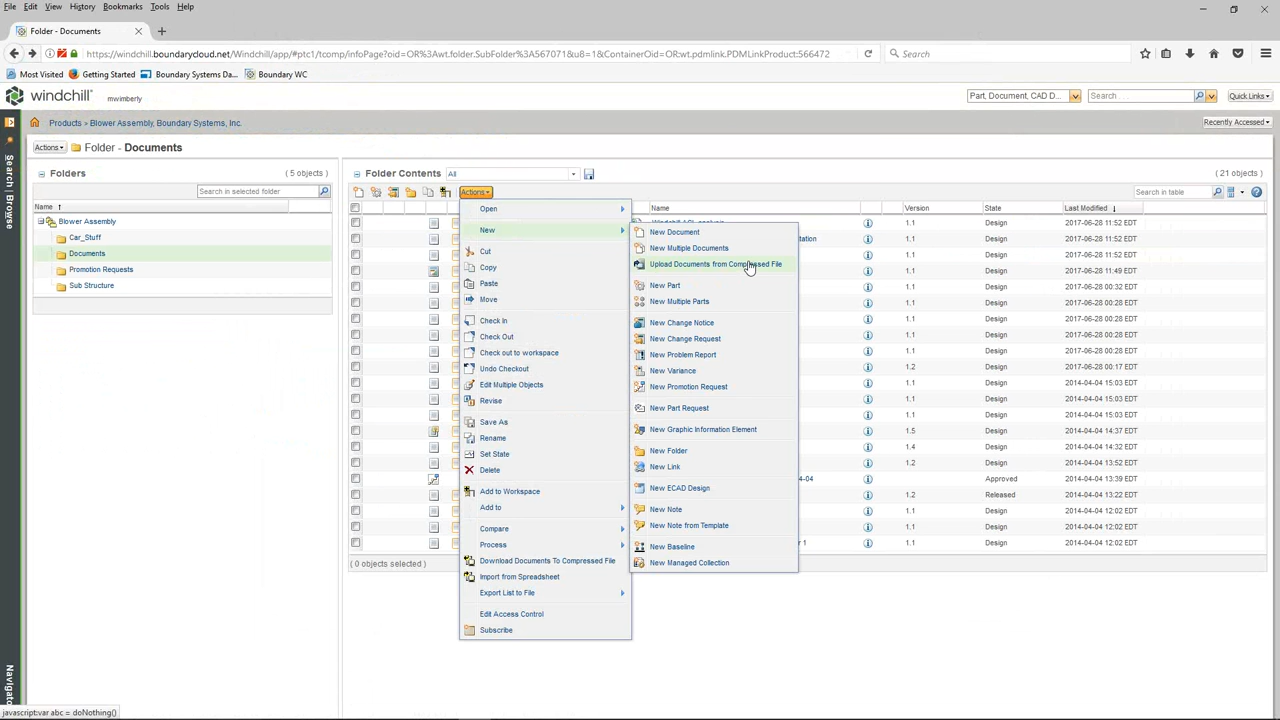 File Edit View History Bookmarks Tools Help
Folder - Documents
https://windchill.boundarycloud.net/Windchill/app/#ptc1/tcomp/infoPage?oid=OR%3Awt.folder.SubFolder%3A567071&u8=1&ContainerOid=OR:wt.pdmlink.PDMLinkProduct:566472
Search
Most Visited Getting Started Boundary Systems Da... Boundary WC
windchill mwimberly
Part, Document, CAD D... Search... Quick Links
Products > Blower Assembly, Boundary Systems, Inc. Recently Accessed
Actions Folder - Documents
Folders ( 5 objects )
Folder Contents All ( 21 objects )
Search in selected folder
Actions
Search in table
Name
Blower Assembly
Car_Stuff
Documents
Promotion Requests
Sub Structure
Open
New
Cut
Copy
Paste
Move
Check In
Check Out
Check out to workspace
Undo Checkout
Edit Multiple Objects
Revise
Save As
Rename
Set State
Delete
Add to Workspace
Add to
Compare
Process
Download Documents To Compressed File
Import from Spreadsheet
Export List to File
Edit Access Control
Subscribe
New Document
New Multiple Documents
Upload Documents from Compressed File
New Part
New Multiple Parts
New Change Notice
New Change Request
New Problem Report
New Variance
New Promotion Request
New Part Request
New Graphic Information Element
New Folder
New Link
New ECAD Design
New Note
New Note from Template
New Baseline
New Managed Collection
Name Version State Last Modified
1.1 Design 2017-06-28 11:52 EDT
tation 1.1 Design 2017-06-28 11:52 EDT
1.1 Design 2017-06-28 11:52 EDT
1.1 Design 2017-06-28 11:49 EDT
1.1 Design 2017-06-28 00:32 EDT
1.1 Design 2017-06-28 00:28 EDT
1.1 Design 2017-06-28 00:28 EDT
1.1 Design 2017-06-28 00:28 EDT
1.1 Design 2017-06-28 00:28 EDT
1.2 Design 2017-06-28 00:17 EDT
1.1 Design 2014-04-04 15:03 EDT
1.1 Design 2014-04-04 15:03 EDT
1.1 Design 2014-04-04 15:03 EDT
1.5 Design 2014-04-04 14:37 EDT
1.4 Design 2014-04-04 13:52 EDT
1.2 Design 2014-04-04 13:52 EDT
04 Approved 2014-04-04 13:39 EDT
1.2 Released 2014-04-04 13:22 EDT
1.1 Design 2014-04-04 12:02 EDT
1.1 Design 2014-04-04 12:02 EDT
r 1 1.1 Design 2014-04-04 12:02 EDT
( 0 objects selected )
Search | Browse
Navigato
javascript:var abc = doNothing()